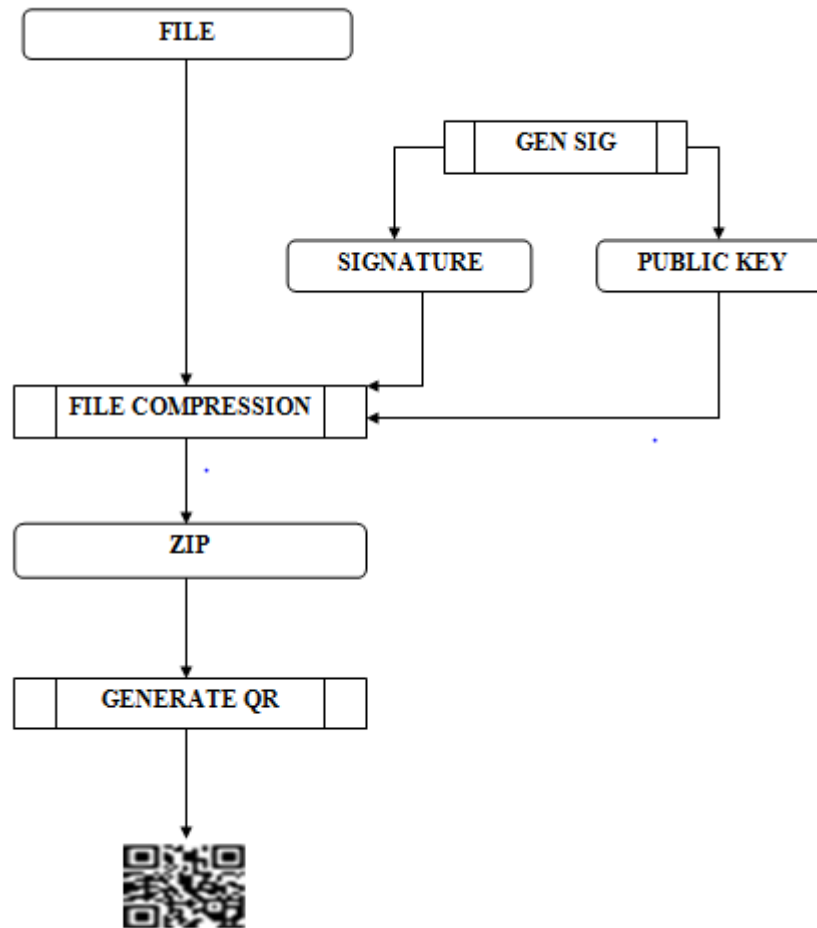 FILE
GEN SIG
SIGNATURE
PUBLIC KEY
FILE COMPRESSION
ZIP
GENERATE QR